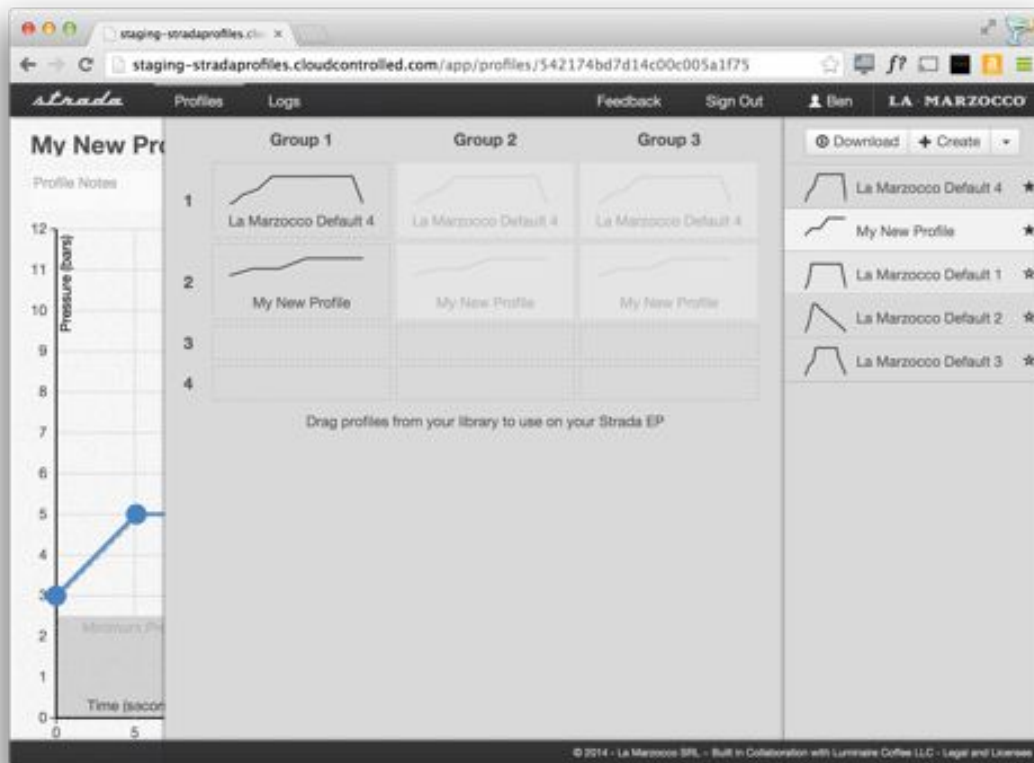 staging-stradaprofiles.clo
staging-stradaprofiles.cloudcontrolled.com/app/profiles/542174bd7d14c00c005a1f75
f?
strada Profiles Logs Feedback Sign Out Ben LA MARZOCCO
My New Pro
Profile Notes
Group 1 Group 2 Group 3
Download Create
1
La Marzocco Default 4 La Marzocco Default 4 La Marzocco Default 4
2
My New Profile My New Profile My New Profile
3
4
Drag profiles from your library to use on your Strada EP
La Marzocco Default 4
My New Profile
La Marzocco Default 1
La Marzocco Default 2
La Marzocco Default 3
Pressure (bars)
12
11
10
9
8
7
6
5
4
3
2
1
0
Minimum Pre
Time (secon
0 5
© 2014 - La Marzocco SRL - Built in Collaboration with Luminaire Coffee LLC - Legal and Licenses